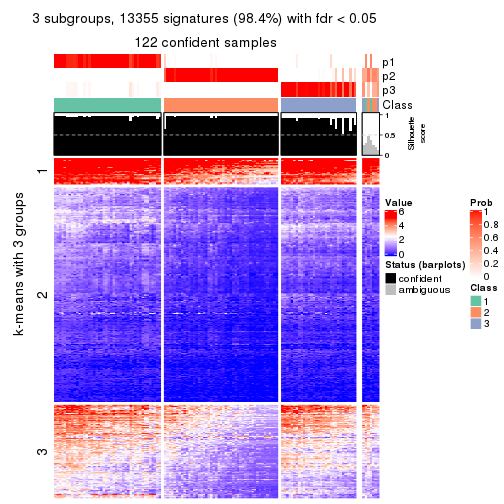 3 subgroups, 13355 signatures (98.4%) with fdr < 0.05
122 confident samples
p1
p2
p3
Class
1
0.5
0
Silhouette
score
k-means with 3 groups
1
2
3
Value
6
4
2
0
Status (barplots)
confident
ambiguous
Prob
1
0.8
0.6
0.4
0.2
0
Class
1
2
3